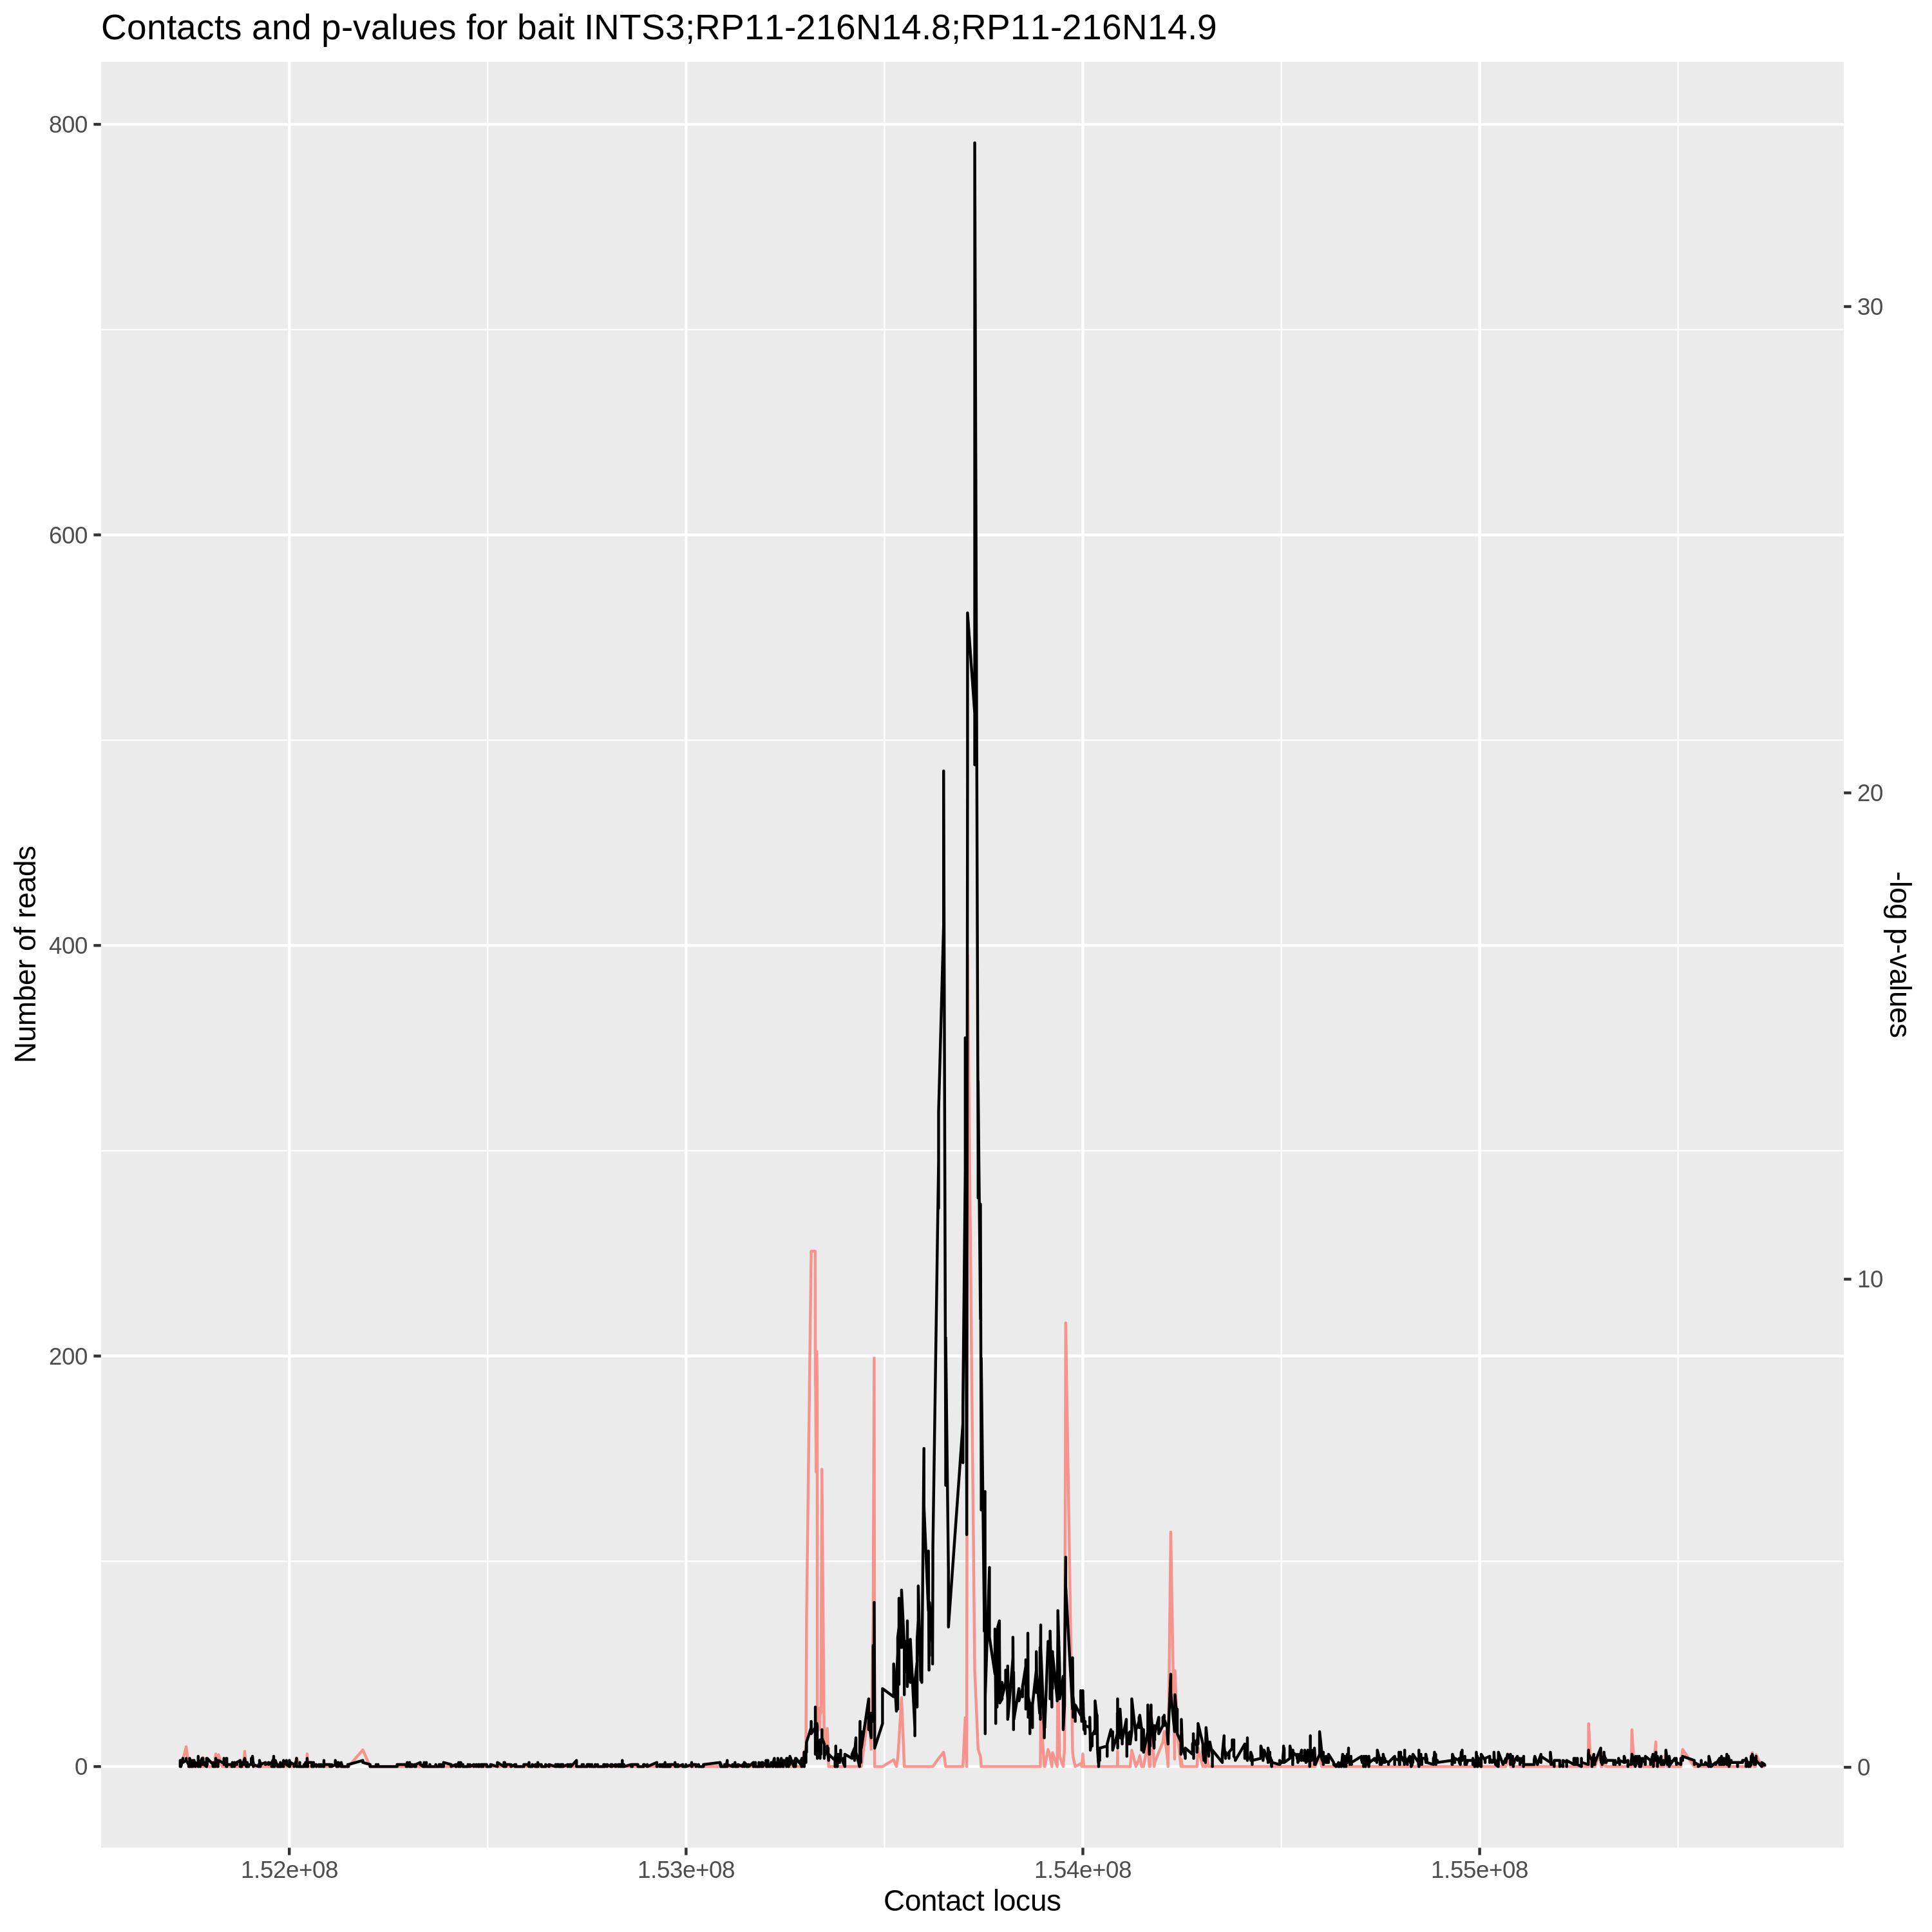 Contacts and p-values for bait INTS3;RP11-216N14.8;RP11-216N14.9
800
600
400
200
0
Number of reads
30
20
10
0
-log p-values
1.52e+08
1.53e+08
1.54e+08
1.55e+08
Contact locus